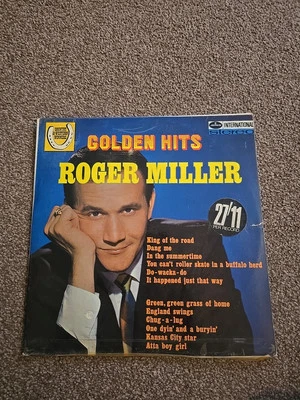 GOLDEN HITS
INTERNATIONAL
ROGER MILLER
27/11
PER RECORD
King of the road
Dang me
In the summertime
You can't roller skate in a buffalo herd
Do-wacka-do
It happened just that way
Green, green grass of home
England swings
Chug-a-lug
One dyin' and a buryin'
Kansas City star
Atta boy girl